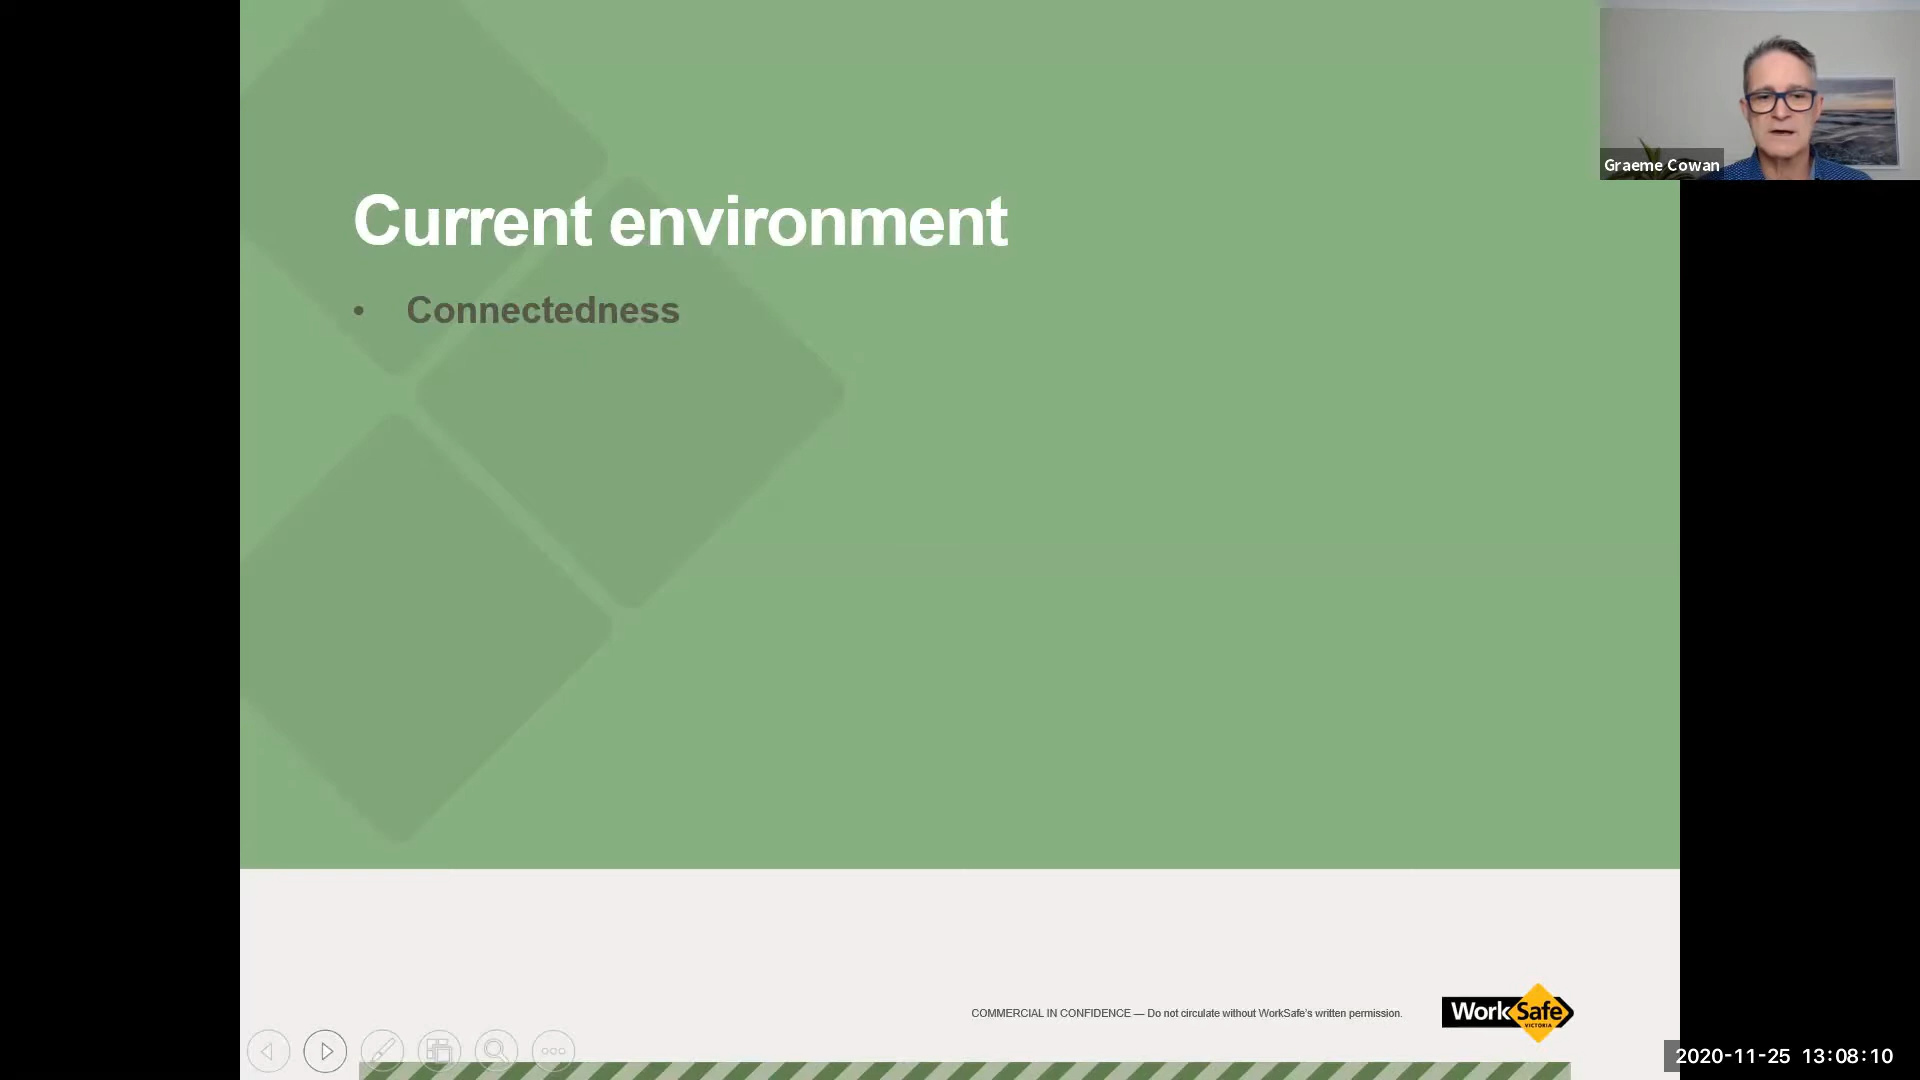 Graeme Cowan
Current environment
• Connectedness
COMMERCIAL IN CONFIDENCE — Do not circulate without WorkSafe's written permission.
WorkSafe
VICTORIA
2020-11-25 13:08:10